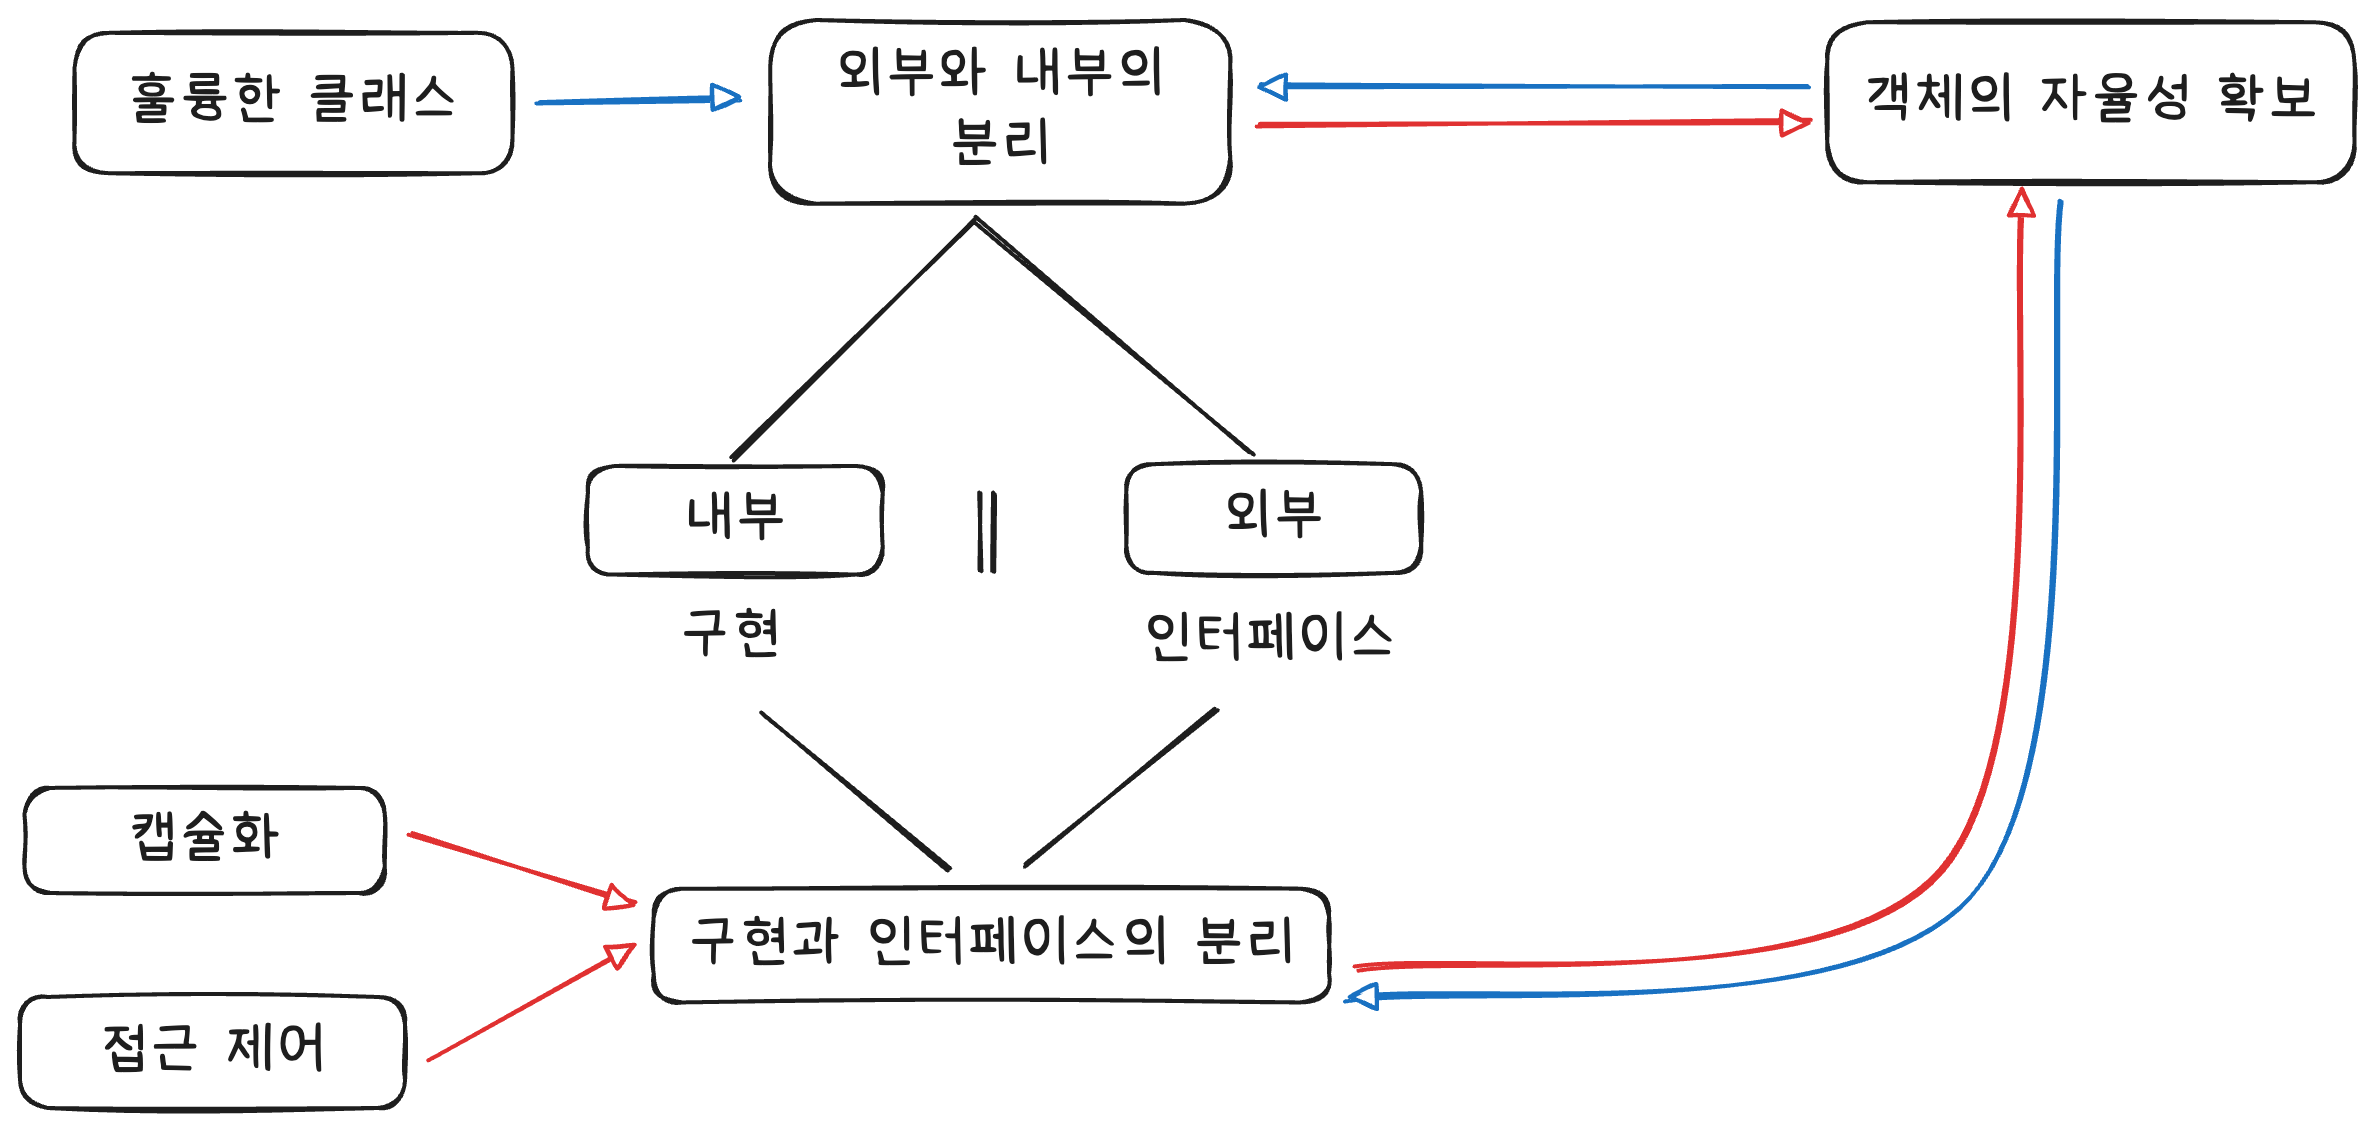 훌륭한 클래스
외부와 내부의
분리
객체의 자율성 확보
내부
외부
구현
인터페이스
캡슐화
구현과 인터페이스의 분리
접근 제어